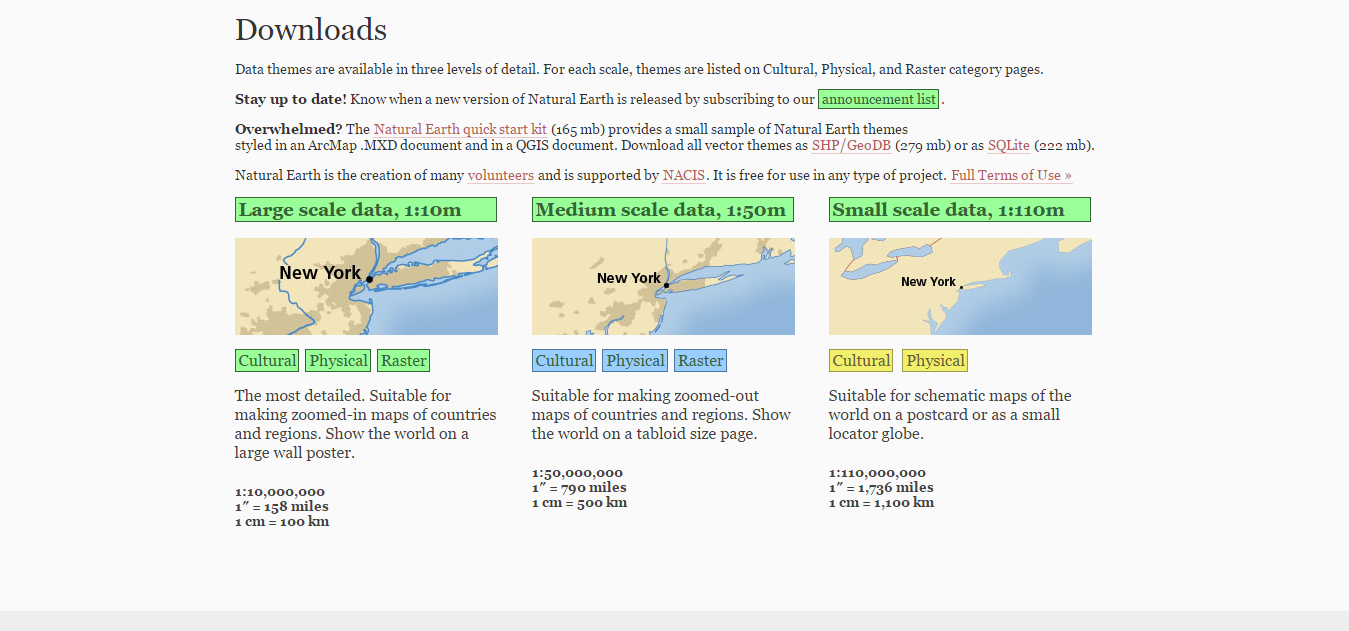 Downloads
Data themes are available in three levels of detail. For each scale, themes are listed on Cultural, Physical, and Raster category pages.
Stay up to date! Know when a new version of Natural Earth is released by subscribing to our announcement list.
Overwhelmed? The Natural Earth quick start kit (165 mb) provides a small sample of Natural Earth themes
styled in an ArcMap .MXD document and in a QGIS document. Download all vector themes as SHP/GeoDB (279 mb) or as SQLite (222 mb).
Natural Earth is the creation of many volunteers and is supported by NACIS. It is free for use in any type of project. Full Terms of Use »
Large scale data, 1:10m
New York
Cultural Physical Raster
The most detailed. Suitable for
making zoomed-in maps of countries
and regions. Show the world on a
large wall poster.
1:10,000,000
1″ = 158 miles
1 cm = 100 km
Medium scale data, 1:50m
New York
Cultural Physical Raster
Suitable for making zoomed-out
maps of countries and regions. Show
the world on a tabloid size page.
1:50,000,000
1″ = 790 miles
1 cm = 500 km
Small scale data, 1:110m
New York
Cultural Physical
Suitable for schematic maps of the
world on a postcard or as a small
locator globe.
1:110,000,000
1″ = 1,736 miles
1 cm = 1,100 km